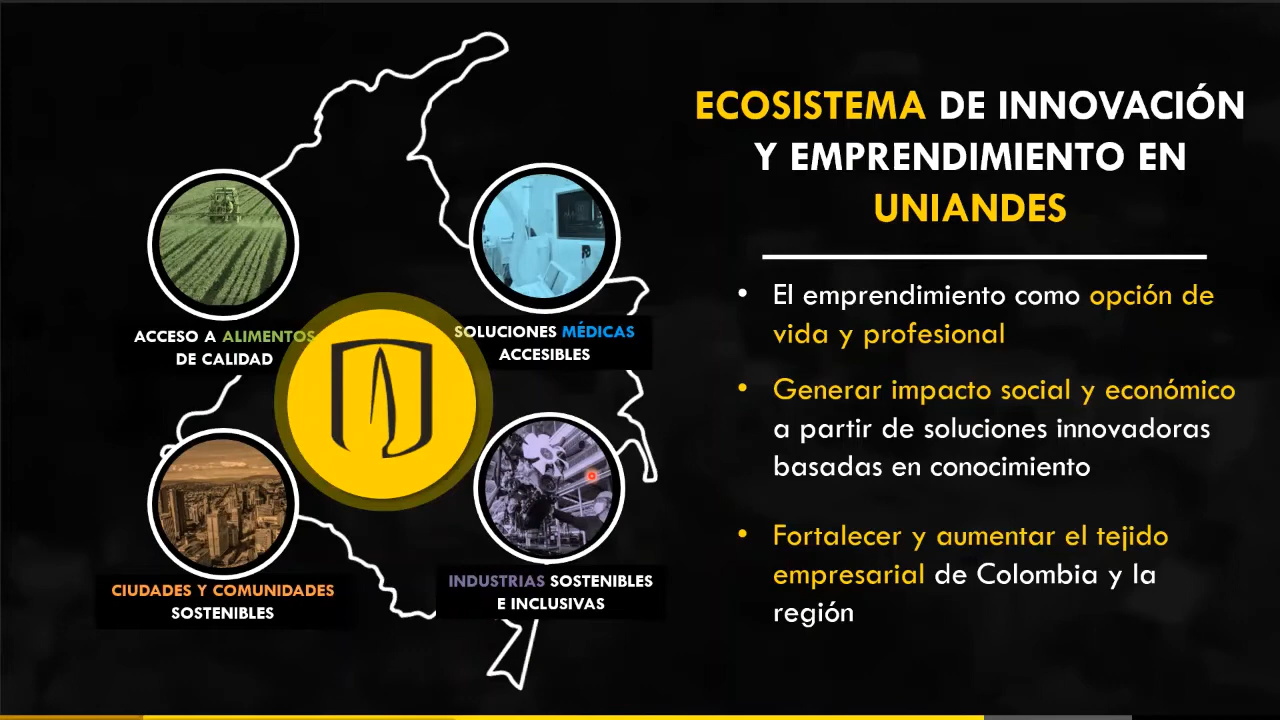 ECOSISTEMA DE INNOVACIÓN
Y EMPRENDIMIENTO EN
UNIANDES
• El emprendimiento como opción de
vida y profesional
• Generar impacto social y económico
a partir de soluciones innovadoras
basadas en conocimiento
• Fortalecer y aumentar el tejido
empresarial de Colombia y la
región
ACCESO A ALIMENTOS
DE CALIDAD
SOLUCIONES MÉDICAS
ACCESIBLES
CIUDADES Y COMUNIDADES
SOSTENIBLES
INDUSTRIAS SOSTENIBLES
E INCLUSIVAS